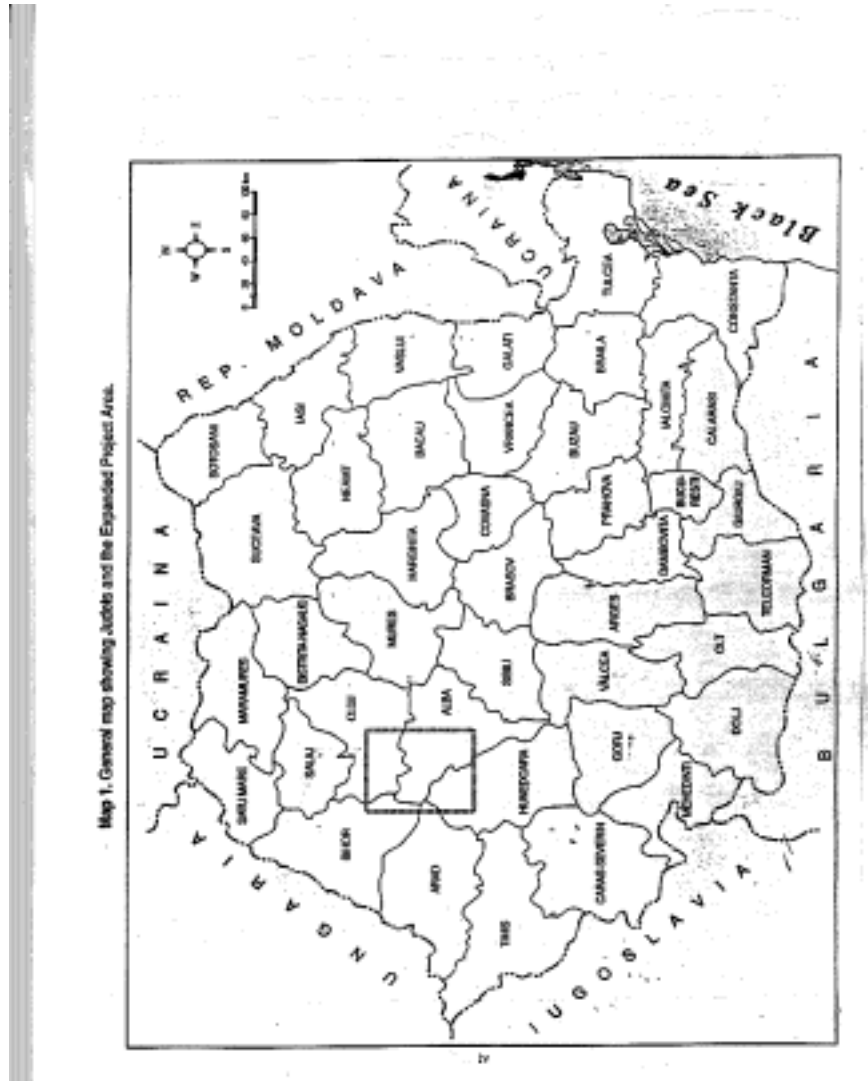 Map 1. General map showing Judets and the Expanded Project Area.
UCRAINA
REP. MOLDAVA
UCRAINA
UNGARIA
IUGOSLAVIA
BULGARIA
Black Sea
N
W E
S
SATU MARE
MARAMURES
SUCEAVA
BOTOSANI
BIHOR
SALAJ
CLUJ
BISTRITA-NASAUD
MURES
HARGHITA
NEAMT
IASI
ARAD
ALBA
BACAU
VASLUI
TIMIS
HUNEDOARA
SIBIU
BRASOV
COVASNA
VRANCEA
GALATI
CARAS-SEVERIN
GORJ
VALCEA
ARGES
PRAHOVA
BUZAU
BRAILA
TULCEA
MEHEDINTI
DOLJ
OLT
TELEORMAN
DAMBOVITA
GIURGIU
IALOMITA
CALARASI
CONSTANTA
iv